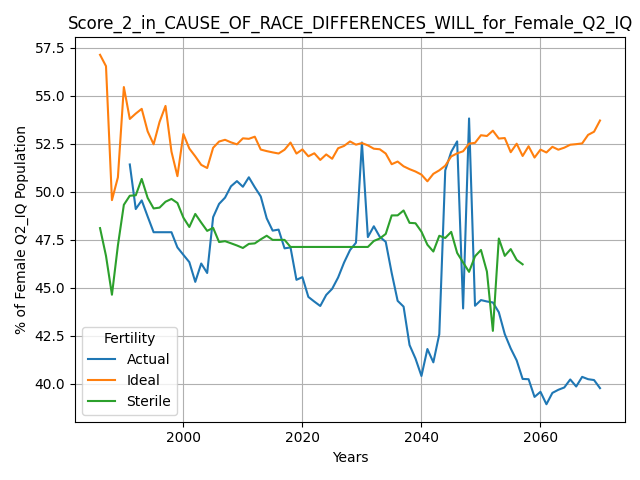 Score_2_in_CAUSE_OF_RACE_DIFFERENCES_WILL_for_Female_Q2_IQ
57.5
55.0
52.5
50.0
47.5
45.0
42.5
40.0
% of Female Q2_IQ Population
Fertility
Actual
Ideal
Sterile
2000
2020
2040
2060
Years